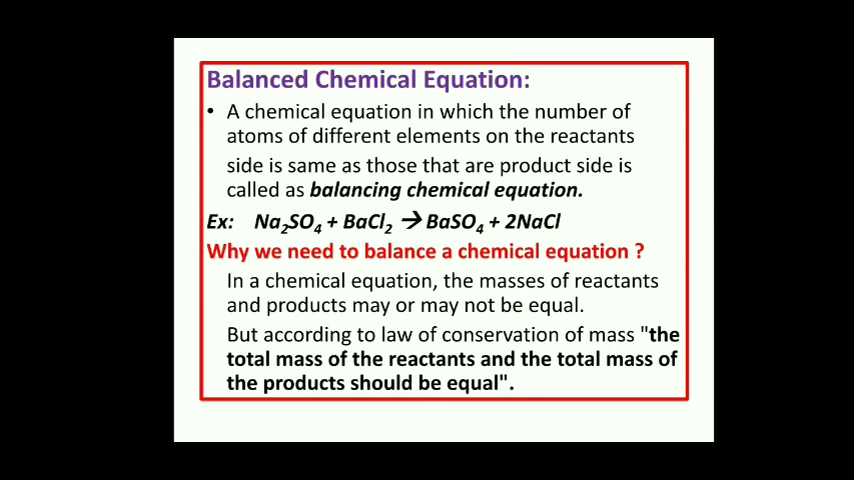 Balanced Chemical Equation:
• A chemical equation in which the number of
atoms of different elements on the reactants
side is same as those that are product side is
called as balancing chemical equation.
Ex: Na₂SO₄ + BaCl₂ → BaSO₄ + 2NaCl
Why we need to balance a chemical equation ?
In a chemical equation, the masses of reactants
and products may or may not be equal.
But according to law of conservation of mass "the
total mass of the reactants and the total mass of
the products should be equal".